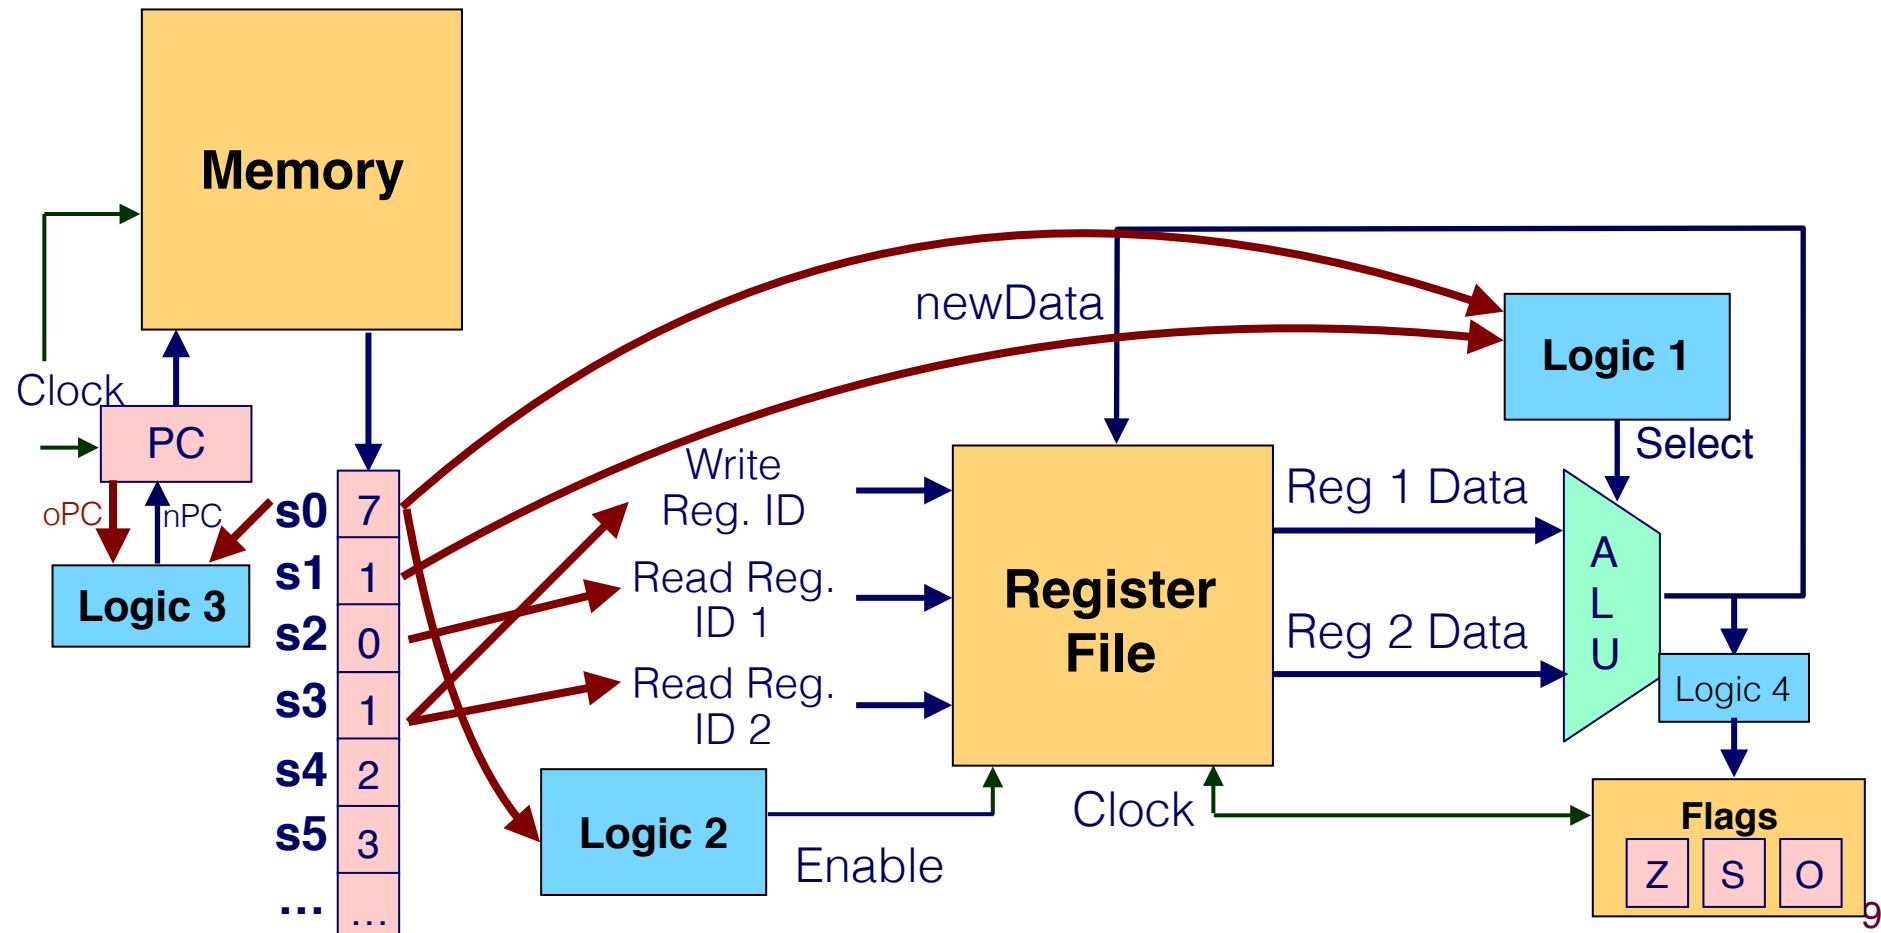 Memory
newData
Logic 1
Clock
PC
Select
Write
Reg. ID
Reg 1 Data
s0 7
oPC
nPC
s1 1
A
L
U
Read Reg.
ID 1
Register
File
Logic 3
s2 0
Reg 2 Data
Read Reg.
ID 2
s3 1
Logic 4
s4 2
Clock
Flags
s5 3
Logic 2
Enable
Z S O
... ...
9